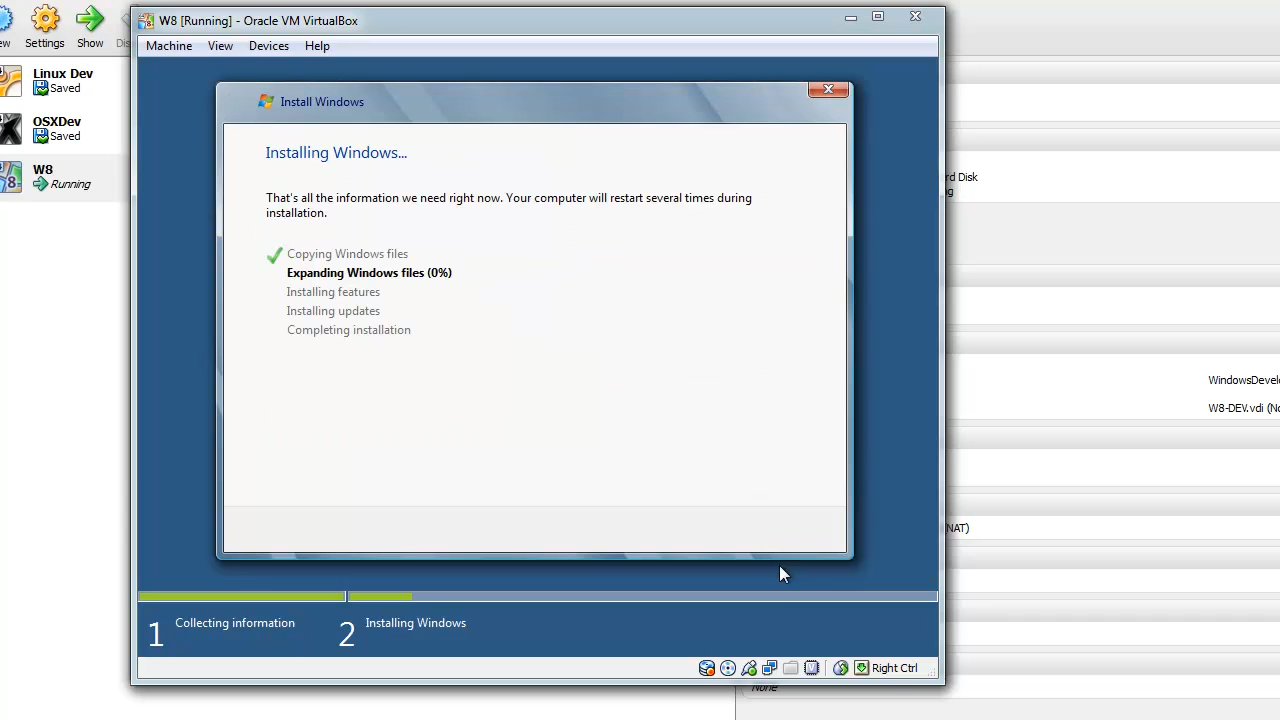 W8 [Running] - Oracle VM VirtualBox
Settings
Show
Machine View Devices Help
Linux Dev
Saved
OSXDev
Saved
W8
Running
Install Windows
Installing Windows...
That's all the information we need right now. Your computer will restart several times during
installation.
Copying Windows files
Expanding Windows files (0%)
Installing features
Installing updates
Completing installation
1 Collecting information
2 Installing Windows
Right Ctrl
rd Disk
WindowsDevelo
W8-DEV.vdi (No
(NAT)
None